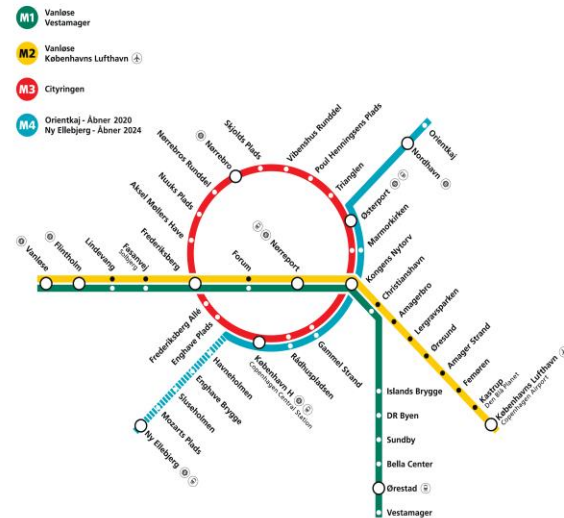 M1
Vanløse
Vestamager
M2
Vanløse
Københavns Lufthavn
M3
Cityringen
M4
Orientkaj - Åbner 2020
Ny Ellebjerg - Åbner 2024
Vanløse
Flintholm
Lindevang
Fasanvej
Solbjerg
Frederiksberg
Aksel Møllers Have
Nuuks Plads
Nørrebros Runddel
Nørrebro
Skjolds Plads
Vibenshus Runddel
Poul Henningsens Plads
Trianglen
Østerport
Nordhavn
Orientkaj
Marmorkirken
Kongens Nytorv
Forum
Nørreport
Christianshavn
Amagerbro
Lergravsparken
Øresund
Amager Strand
Femøren
Kastrup
Den Blå Planet
Københavns Lufthavn
Copenhagen Airport
Frederiksberg Allé
Enghave Plads
København H
Copenhagen Central Station
Rådhuspladsen
Gammel Strand
Havneholmen
Enghave Brygge
Sluseholmen
Mozarts Plads
Ny Ellebjerg
Islands Brygge
DR Byen
Sundby
Bella Center
Ørestad
Vestamager